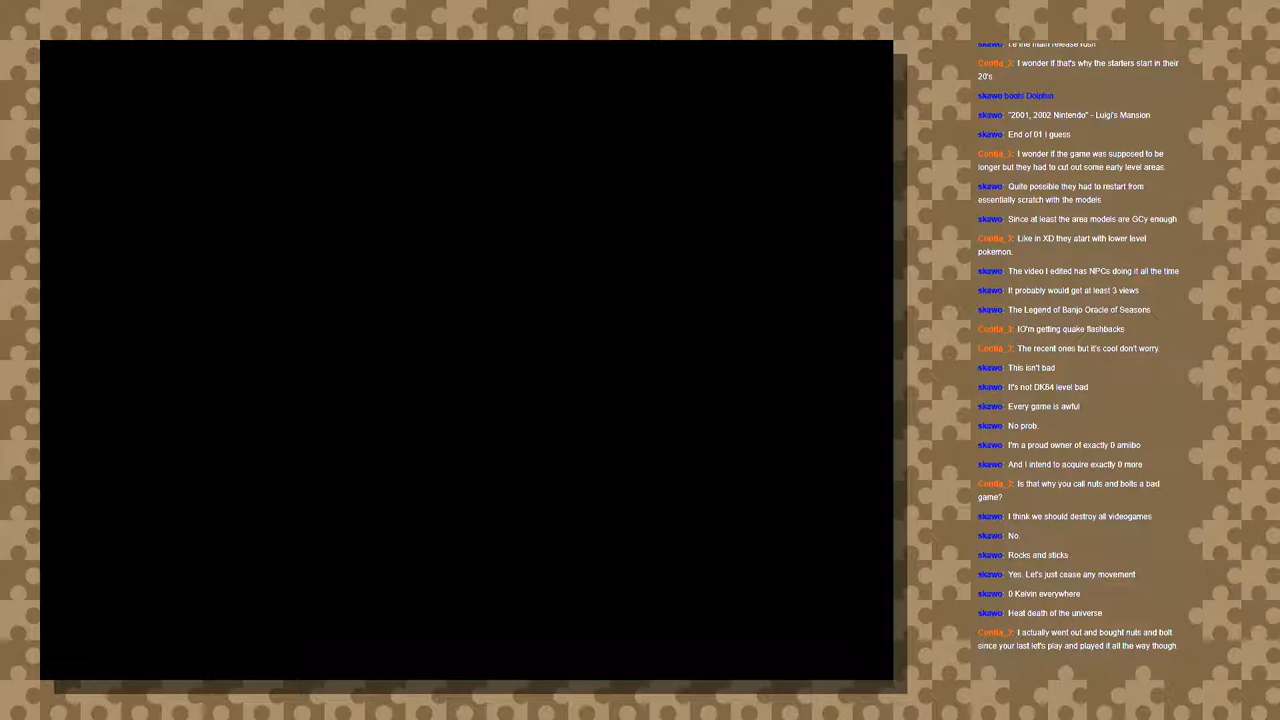 skawo: i.e the main release rush
Contia_: I wonder if that's why the starters start in their
20's
skawo boots Dolphin
skawo: "2001, 2002 Nintendo" - Luigi's Mansion
skawo: End of 01 I guess
I wonder if the game was supposed to be
longer but they had to cut out some early level areas.
skawo: Quite possible they had to restart from
essentially scratch with the models
skawo: Since at least the area models are GCy enough
Like in XD they atart with lower level
pokemon.
skawo: The video I edited has NPCs doing it all the time
skawo: It probably would get at least 3 views
skawo: The Legend of Banjo Oracle of Seasons
IO'm getting quake flashbacks
The recent ones but it's cool don't worry.
skawo: This isn't bad
skawo: It's not DK64 level bad
skawo: Every game is awful
skawo: No prob.
skawo: I'm a proud owner of exactly 0 amiibo
skawo: And I intend to acquire exactly 0 more
Is that why you call nuts and bolts a bad
game?
skawo: I think we should destroy all videogames
skawo: No.
skawo: Rocks and sticks
skawo: Yes. Let's just cease any movement
skawo: 0 Kelvin everywhere
skawo: Heat death of the universe
I actually went out and bought nuts and bolt
since your last let's play and played it all the way though.